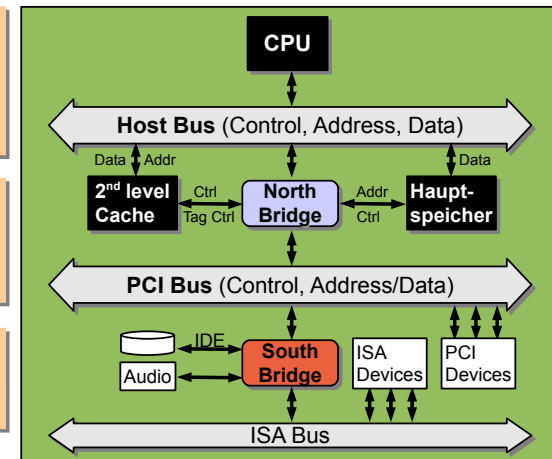 CPU
Host Bus (Control, Address, Data)
Data Addr
Data
2nd level
Cache
Ctrl
Tag Ctrl
North
Bridge
Addr
Ctrl
Haupt-
speicher
PCI Bus (Control, Address/Data)
IDE
Audio
South
Bridge
ISA
Devices
PCI
Devices
ISA Bus